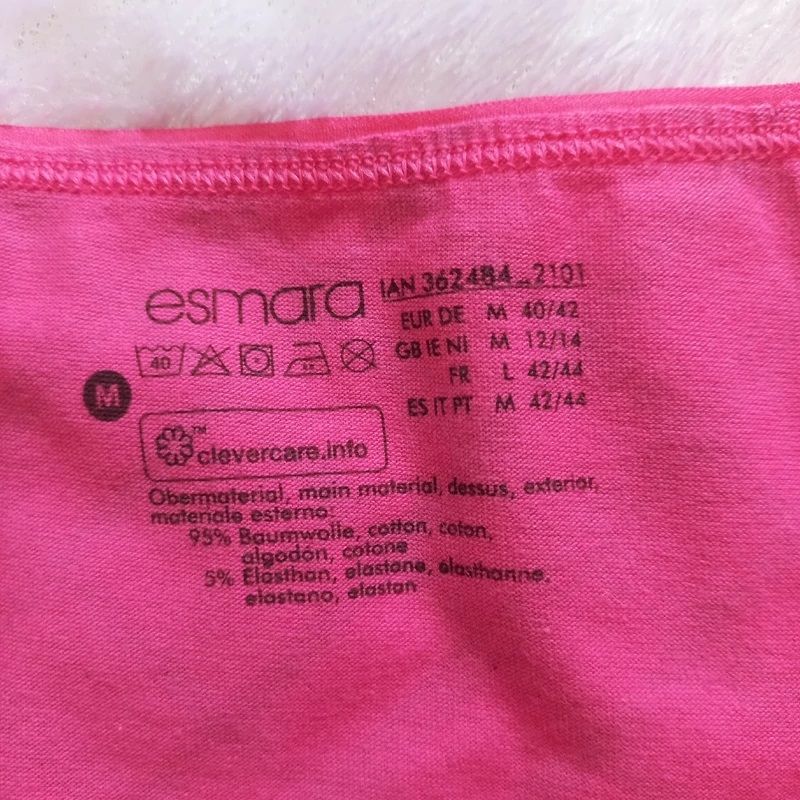 esmara
IAN 362484_2101
EUR DE M 40/42
GB IE NI M 12/14
FR L 42/44
ES IT PT M 42/44
40
M
clevercare.info™
Obermaterial, main material, dessus, exterior,
materiale esterno:
95% Baumwolle, cotton, coton,
algodón, cotone
5% Elasthan, elastane, élasthanne,
elastano, elastan